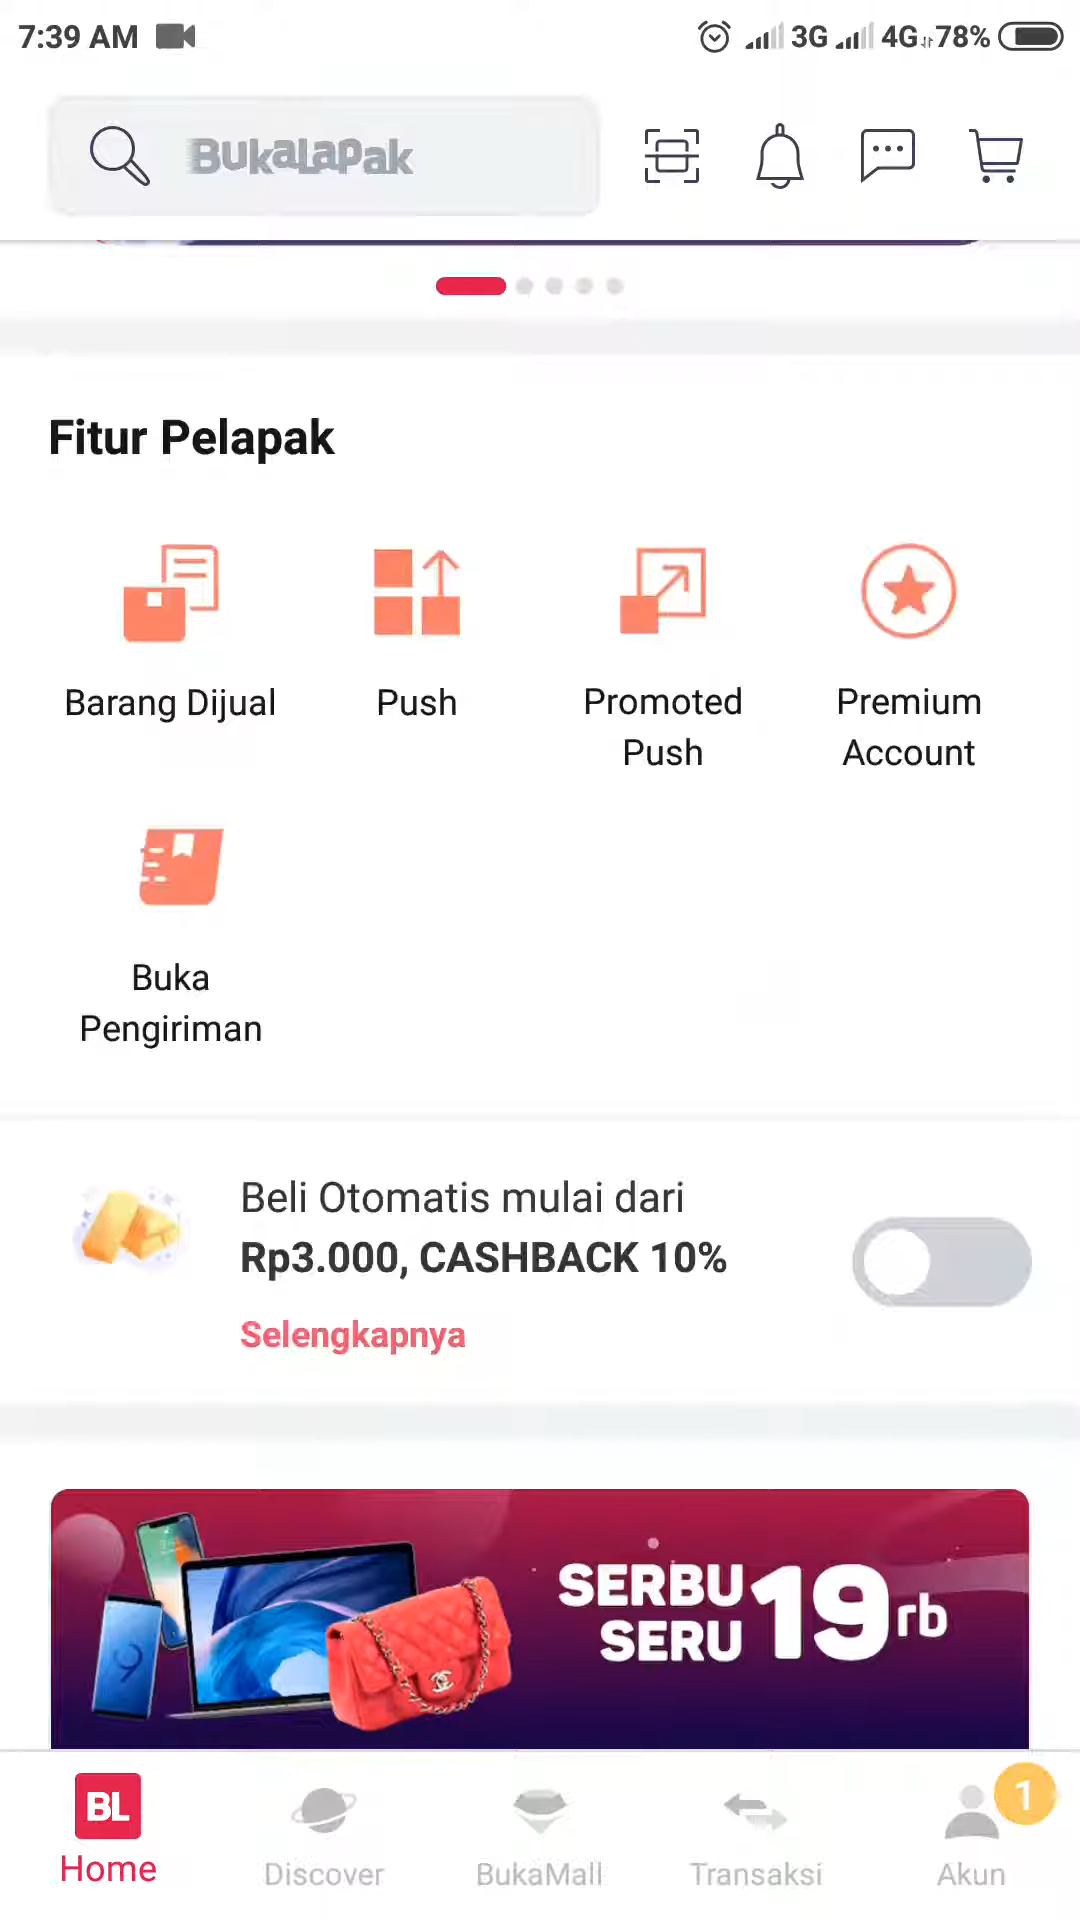 7:39 AM 3G 4G 78%
BukaLapak
Fitur Pelapak
Barang Dijual
Push
Promoted
Push
Premium
Account
Buka
Pengiriman
Beli Otomatis mulai dari
Rp3.000, CASHBACK 10%
Selengkapnya
9
SERBU
SERU 19rb
BL
Home
Discover
BukaMall
Transaksi
1
Akun